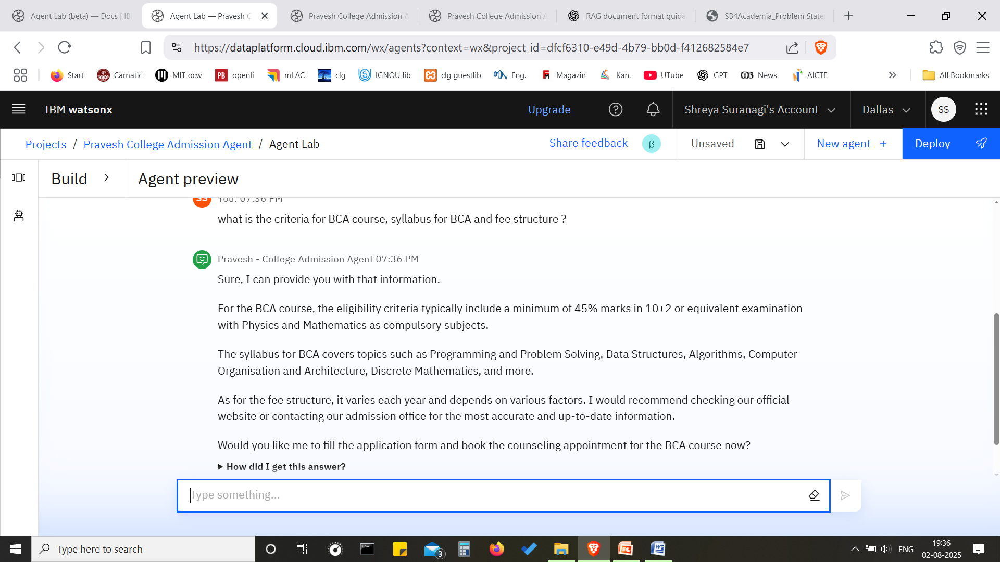 Agent Lab (beta) — Docs | IB
Agent Lab — Pravesh C
Pravesh College Admission A
Pravesh College Admission A
RAG document format guida
SB4Academia_Problem State
https://dataplatform.cloud.ibm.com/wx/agents?context=wx&project_id=dfcf6310-e49d-4b79-bb0d-f412682584e7
Start
Carnatic
MIT ocw
PB openli
mLAC
clg
IGNOU lib
clg guestlib
Eng.
Magazin
Kan.
UTube
GPT
News
AICTE
All Bookmarks
IBM watsonx
Upgrade
Shreya Suranagi's Account
Dallas
SS
Projects / Pravesh College Admission Agent / Agent Lab
Share feedback
β
Unsaved
New agent +
Deploy
Build
Agent preview
SS You: 07:36 PM
what is the criteria for BCA course, syllabus for BCA and fee structure ?
Pravesh - College Admission Agent 07:36 PM
Sure, I can provide you with that information.
For the BCA course, the eligibility criteria typically include a minimum of 45% marks in 10+2 or equivalent examination
with Physics and Mathematics as compulsory subjects.
The syllabus for BCA covers topics such as Programming and Problem Solving, Data Structures, Algorithms, Computer
Organisation and Architecture, Discrete Mathematics, and more.
As for the fee structure, it varies each year and depends on various factors. I would recommend checking our official
website or contacting our admission office for the most accurate and up-to-date information.
Would you like me to fill the application form and book the counseling appointment for the BCA course now?
How did I get this answer?
Type something...
Type here to search
3
ENG
19:36
02-08-2025